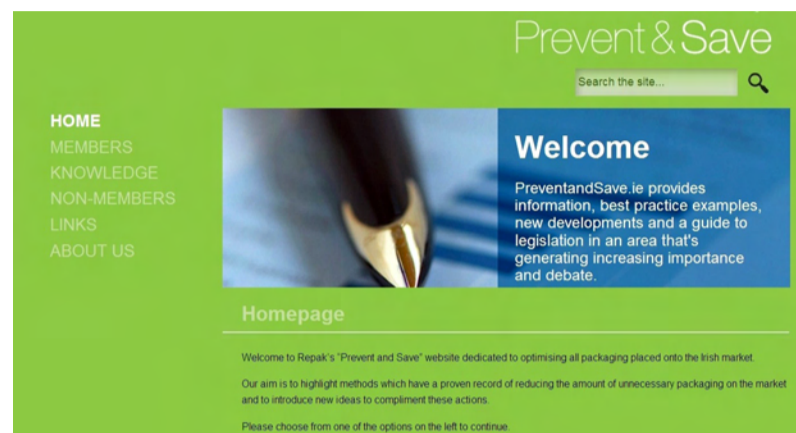 Prevent & Save
Search the site...
HOME
MEMBERS
KNOWLEDGE
NON-MEMBERS
LINKS
ABOUT US
Welcome
PreventandSave.ie provides
information, best practice examples,
new developments and a guide to
legislation in an area that's
generating increasing importance
and debate.
Homepage
Welcome to Repak's "Prevent and Save" website dedicated to optimising all packaging placed onto the Irish market.
Our aim is to highlight methods which have a proven record of reducing the amount of unnecessary packaging on the market
and to introduce new ideas to compliment these actions.
Please choose from one of the options on the left to continue.